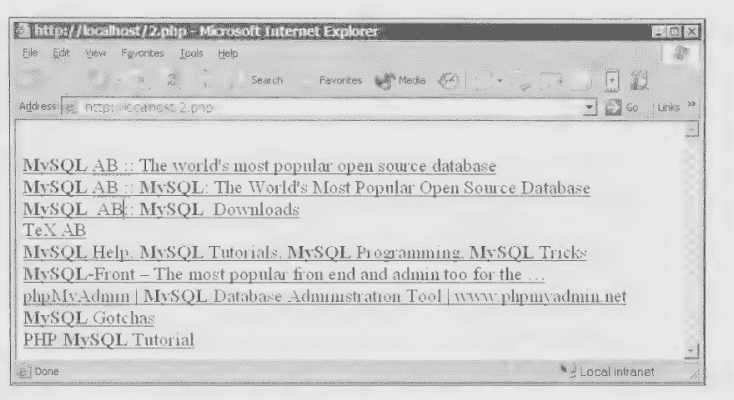 http://localhost/2.php - Microsoft Internet Explorer
File Edit View Favorites Tools Help
Search Favorites Media
Address http://localhost/2.php Go Links »
MySQL AB :: The world's most popular open source database
MySQL AB :: MySQL: The World's Most Popular Open Source Database
MySQL AB:: MySQL Downloads
TeX AB
MySQL Help, MySQL Tutorials, MySQL Programming, MySQL Tricks
MySQL-Front – The most popular fron end and admin too for the ...
phpMyAdmin | MySQL Database Administration Tool | www.phpmyadmin.net
MySQL Gotchas
PHP MySQL Tutorial
Done Local intranet